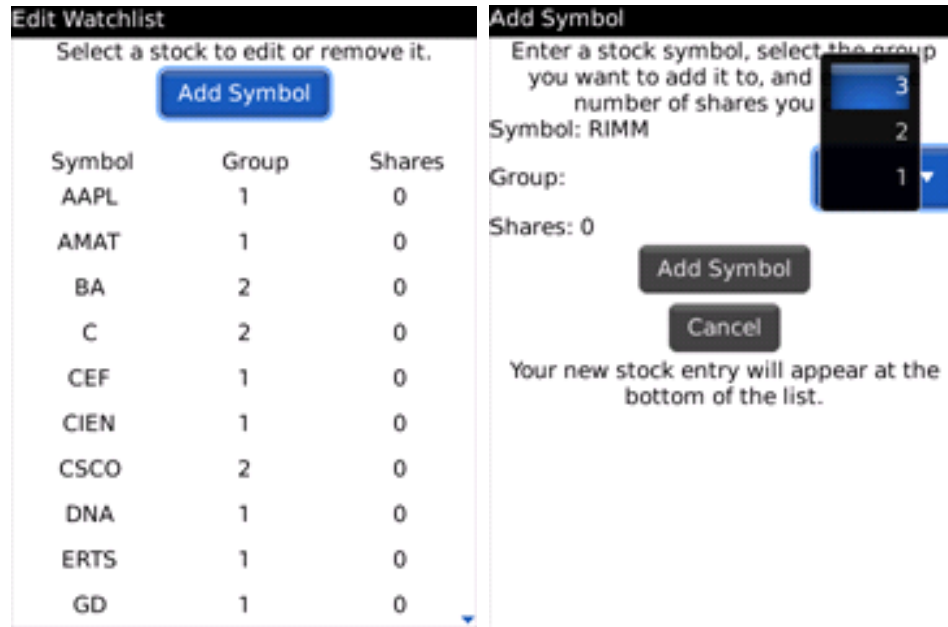 Edit Watchlist
Select a stock to edit or remove it.
Add Symbol
Symbol Group Shares
AAPL 1 0
AMAT 1 0
BA 2 0
C 2 0
CEF 1 0
CIEN 1 0
CSCO 2 0
DNA 1 0
ERTS 1 0
GD 1 0
Add Symbol
Enter a stock symbol, select the group
you want to add it to, and
number of shares you
3
2
1
Symbol: RIMM
Group:
Shares: 0
Add Symbol
Cancel
Your new stock entry will appear at the
bottom of the list.